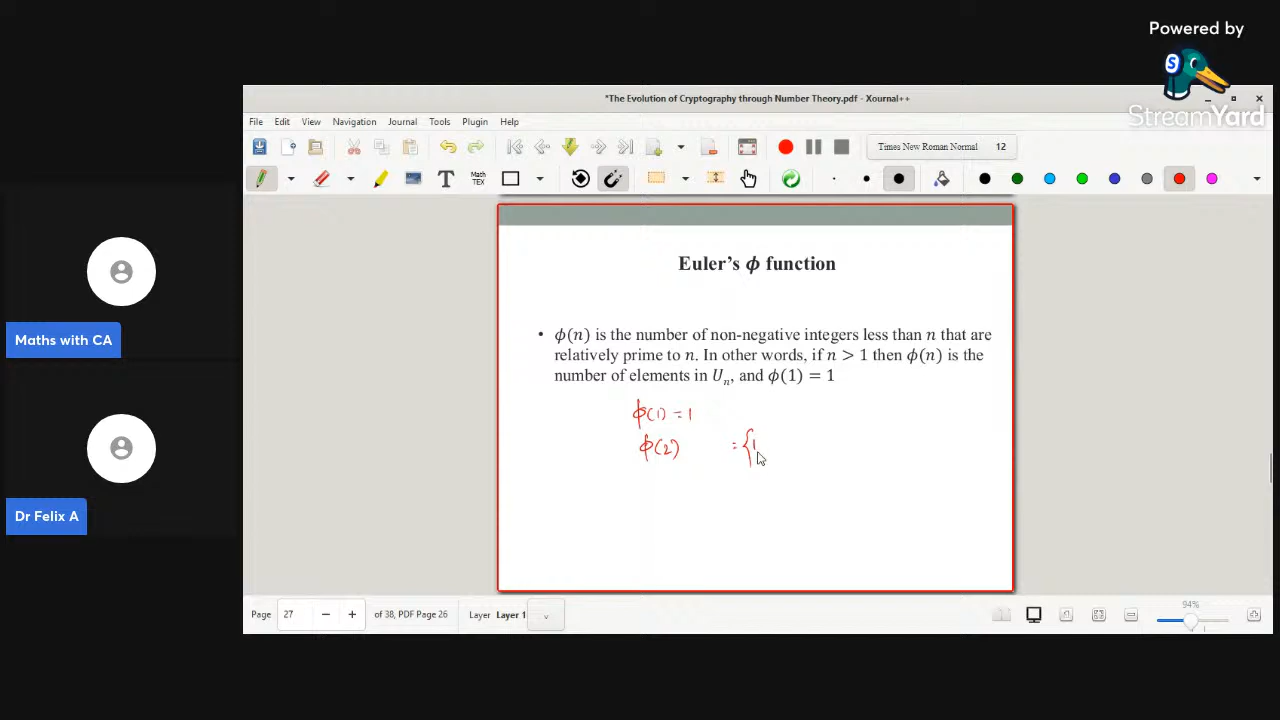 Powered by
StreamYard
*The Evolution of Cryptography through Number Theory.pdf - Xournal++
File Edit View Navigation Journal Tools Plugin Help
Times New Roman Normal 12
T Math TEX
Euler's ϕ function
• ϕ(n) is the number of non-negative integers less than n that are
relatively prime to n. In other words, if n > 1 then ϕ(n) is the
number of elements in Uₙ, and ϕ(1) = 1
ϕ(1) = 1
ϕ(2) = {1
Maths with CA
Dr Felix A
Page 27 of 38, PDF Page 26 Layer Layer 1
94%